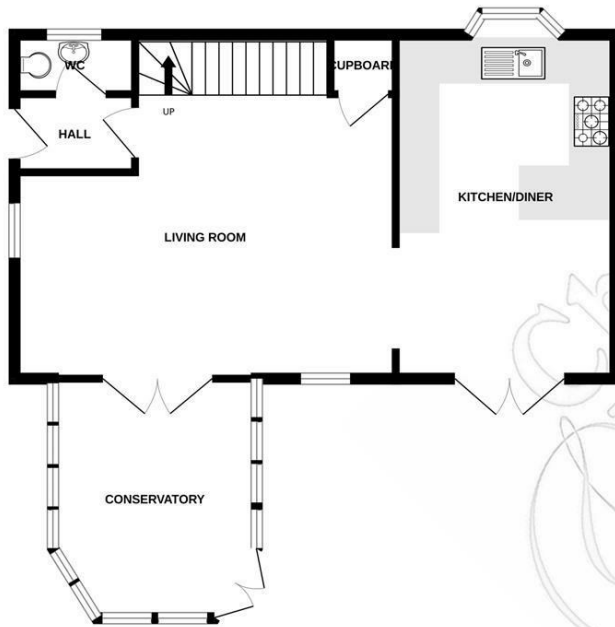 WC
UP
CUPBOARD
HALL
KITCHEN/DINER
LIVING ROOM
CONSERVATORY